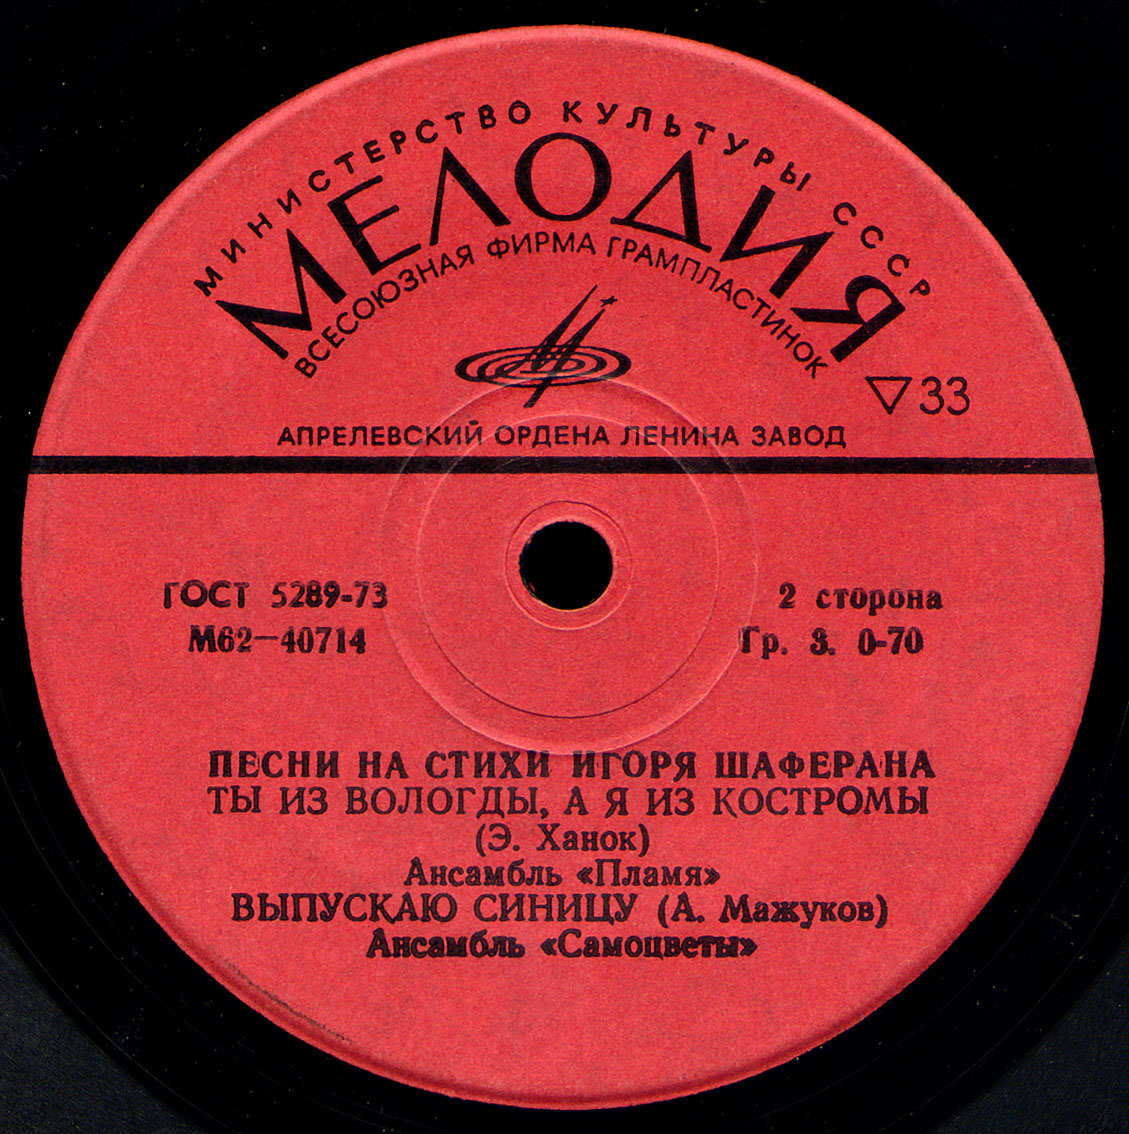 МИНИСТЕРСТВО КУЛЬТУРЫ СССР
МЕЛОДИЯ
ВСЕСОЮЗНАЯ ФИРМА ГРАМПЛАСТИНОК
33
АПРЕЛЕВСКИЙ ОРДЕНА ЛЕНИНА ЗАВОД
ГОСТ 5289-73
2 сторона
М62—40714
Гр. 3. 0-70
ПЕСНИ НА СТИХИ ИГОРЯ ШАФЕРАНА
ТЫ ИЗ ВОЛОГДЫ, А Я ИЗ КОСТРОМЫ
(Э. Ханок)
Ансамбль «Пламя»
ВЫПУСКАЮ СИНИЦУ (А. Мажуков)
Ансамбль «Самоцветы»